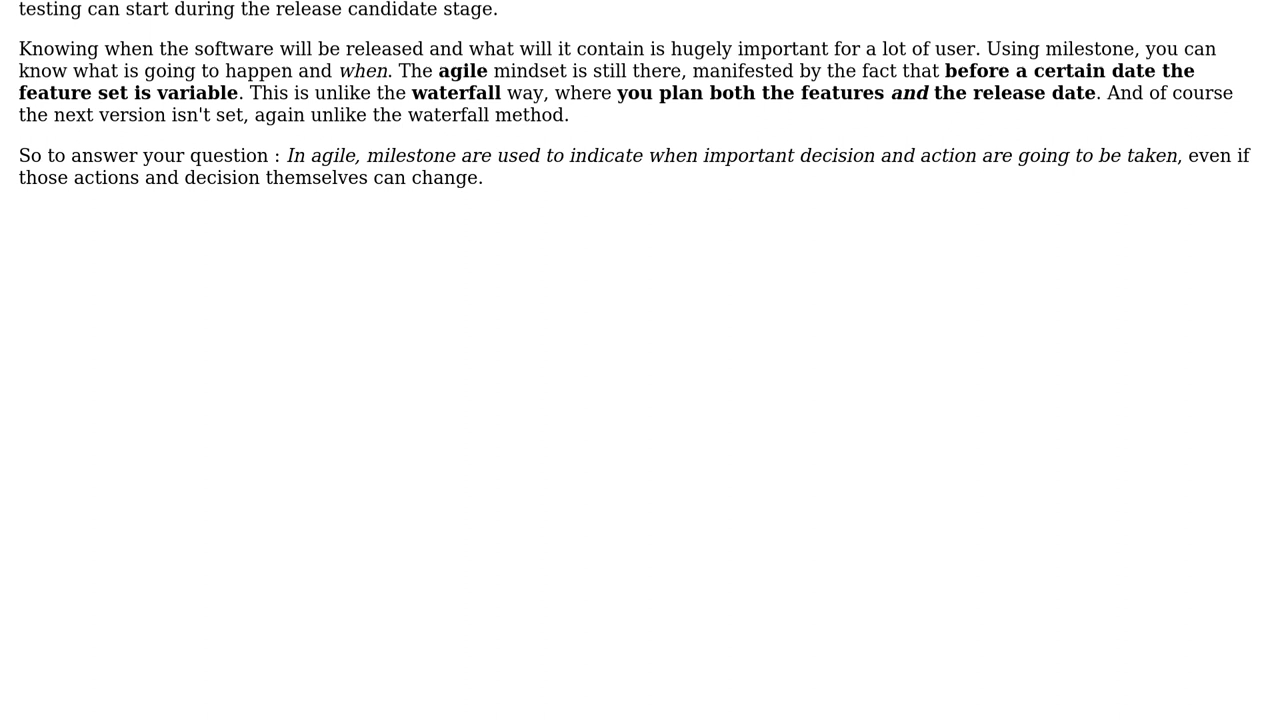 testing can start during the release candidate stage.
Knowing when the software will be released and what will it contain is hugely important for a lot of user. Using milestone, you can
know what is going to happen and when. The agile mindset is still there, manifested by the fact that before a certain date the
feature set is variable. This is unlike the waterfall way, where you plan both the features and the release date. And of course
the next version isn't set, again unlike the waterfall method.
So to answer your question : In agile, milestone are used to indicate when important decision and action are going to be taken, even if
those actions and decision themselves can change.